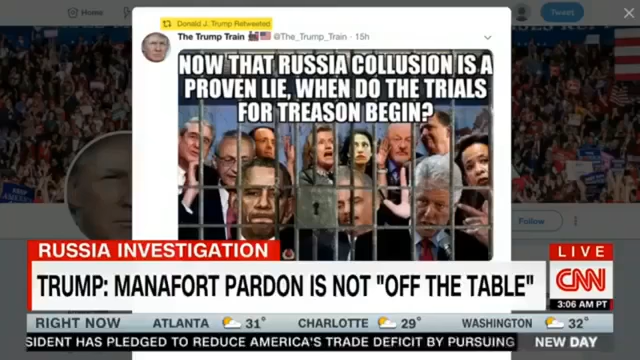 Home
Tweet
Donald J. Trump Retweeted
The Trump Train @The_Trump_Train · 15h
NOW THAT RUSSIA COLLUSION IS A
PROVEN LIE, WHEN DO THE TRIALS
FOR TREASON BEGIN?
Follow
RUSSIA INVESTIGATION
LIVE
TRUMP: MANAFORT PARDON IS NOT "OFF THE TABLE"
CNN
3:06 AM PT
RIGHT NOW ATLANTA 31° CHARLOTTE 29° WASHINGTON 32°
SIDENT HAS PLEDGED TO REDUCE AMERICA'S TRADE DEFICIT BY PURSUING
NEW DAY